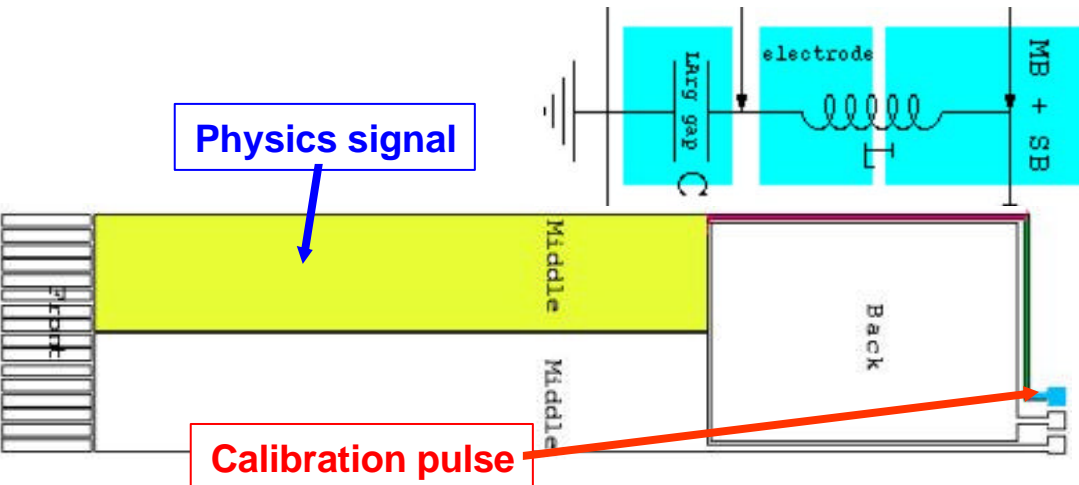 electrode
LArg gap
C
L
MB + SB
Physics signal
Front
Middle
Middle
Back
Calibration pulse